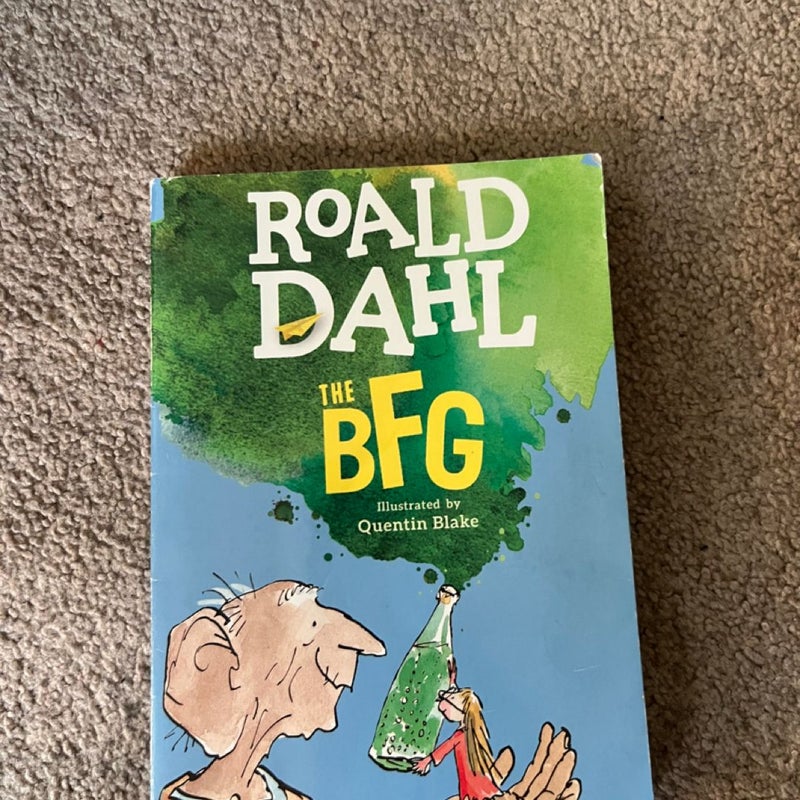 ROALD
DAHL
THE
BFG
Illustrated by
Quentin Blake